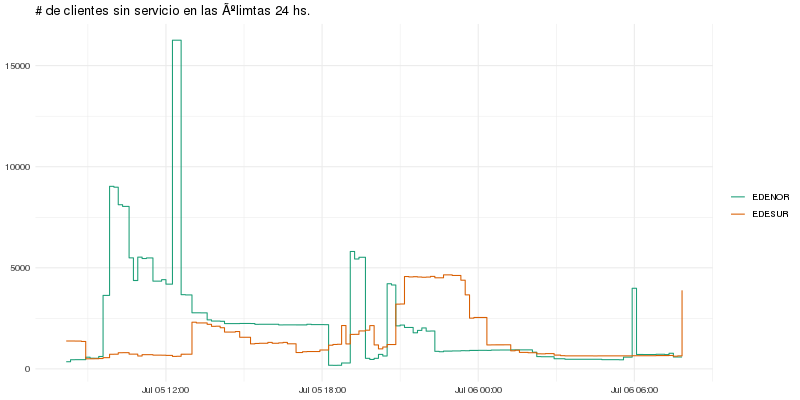 # de clientes sin servicio en las Ãºlimtas 24 hs.
15000
10000
5000
0
Jul 05 12:00
Jul 05 18:00
Jul 06 00:00
Jul 06 06:00
EDENOR
EDESUR